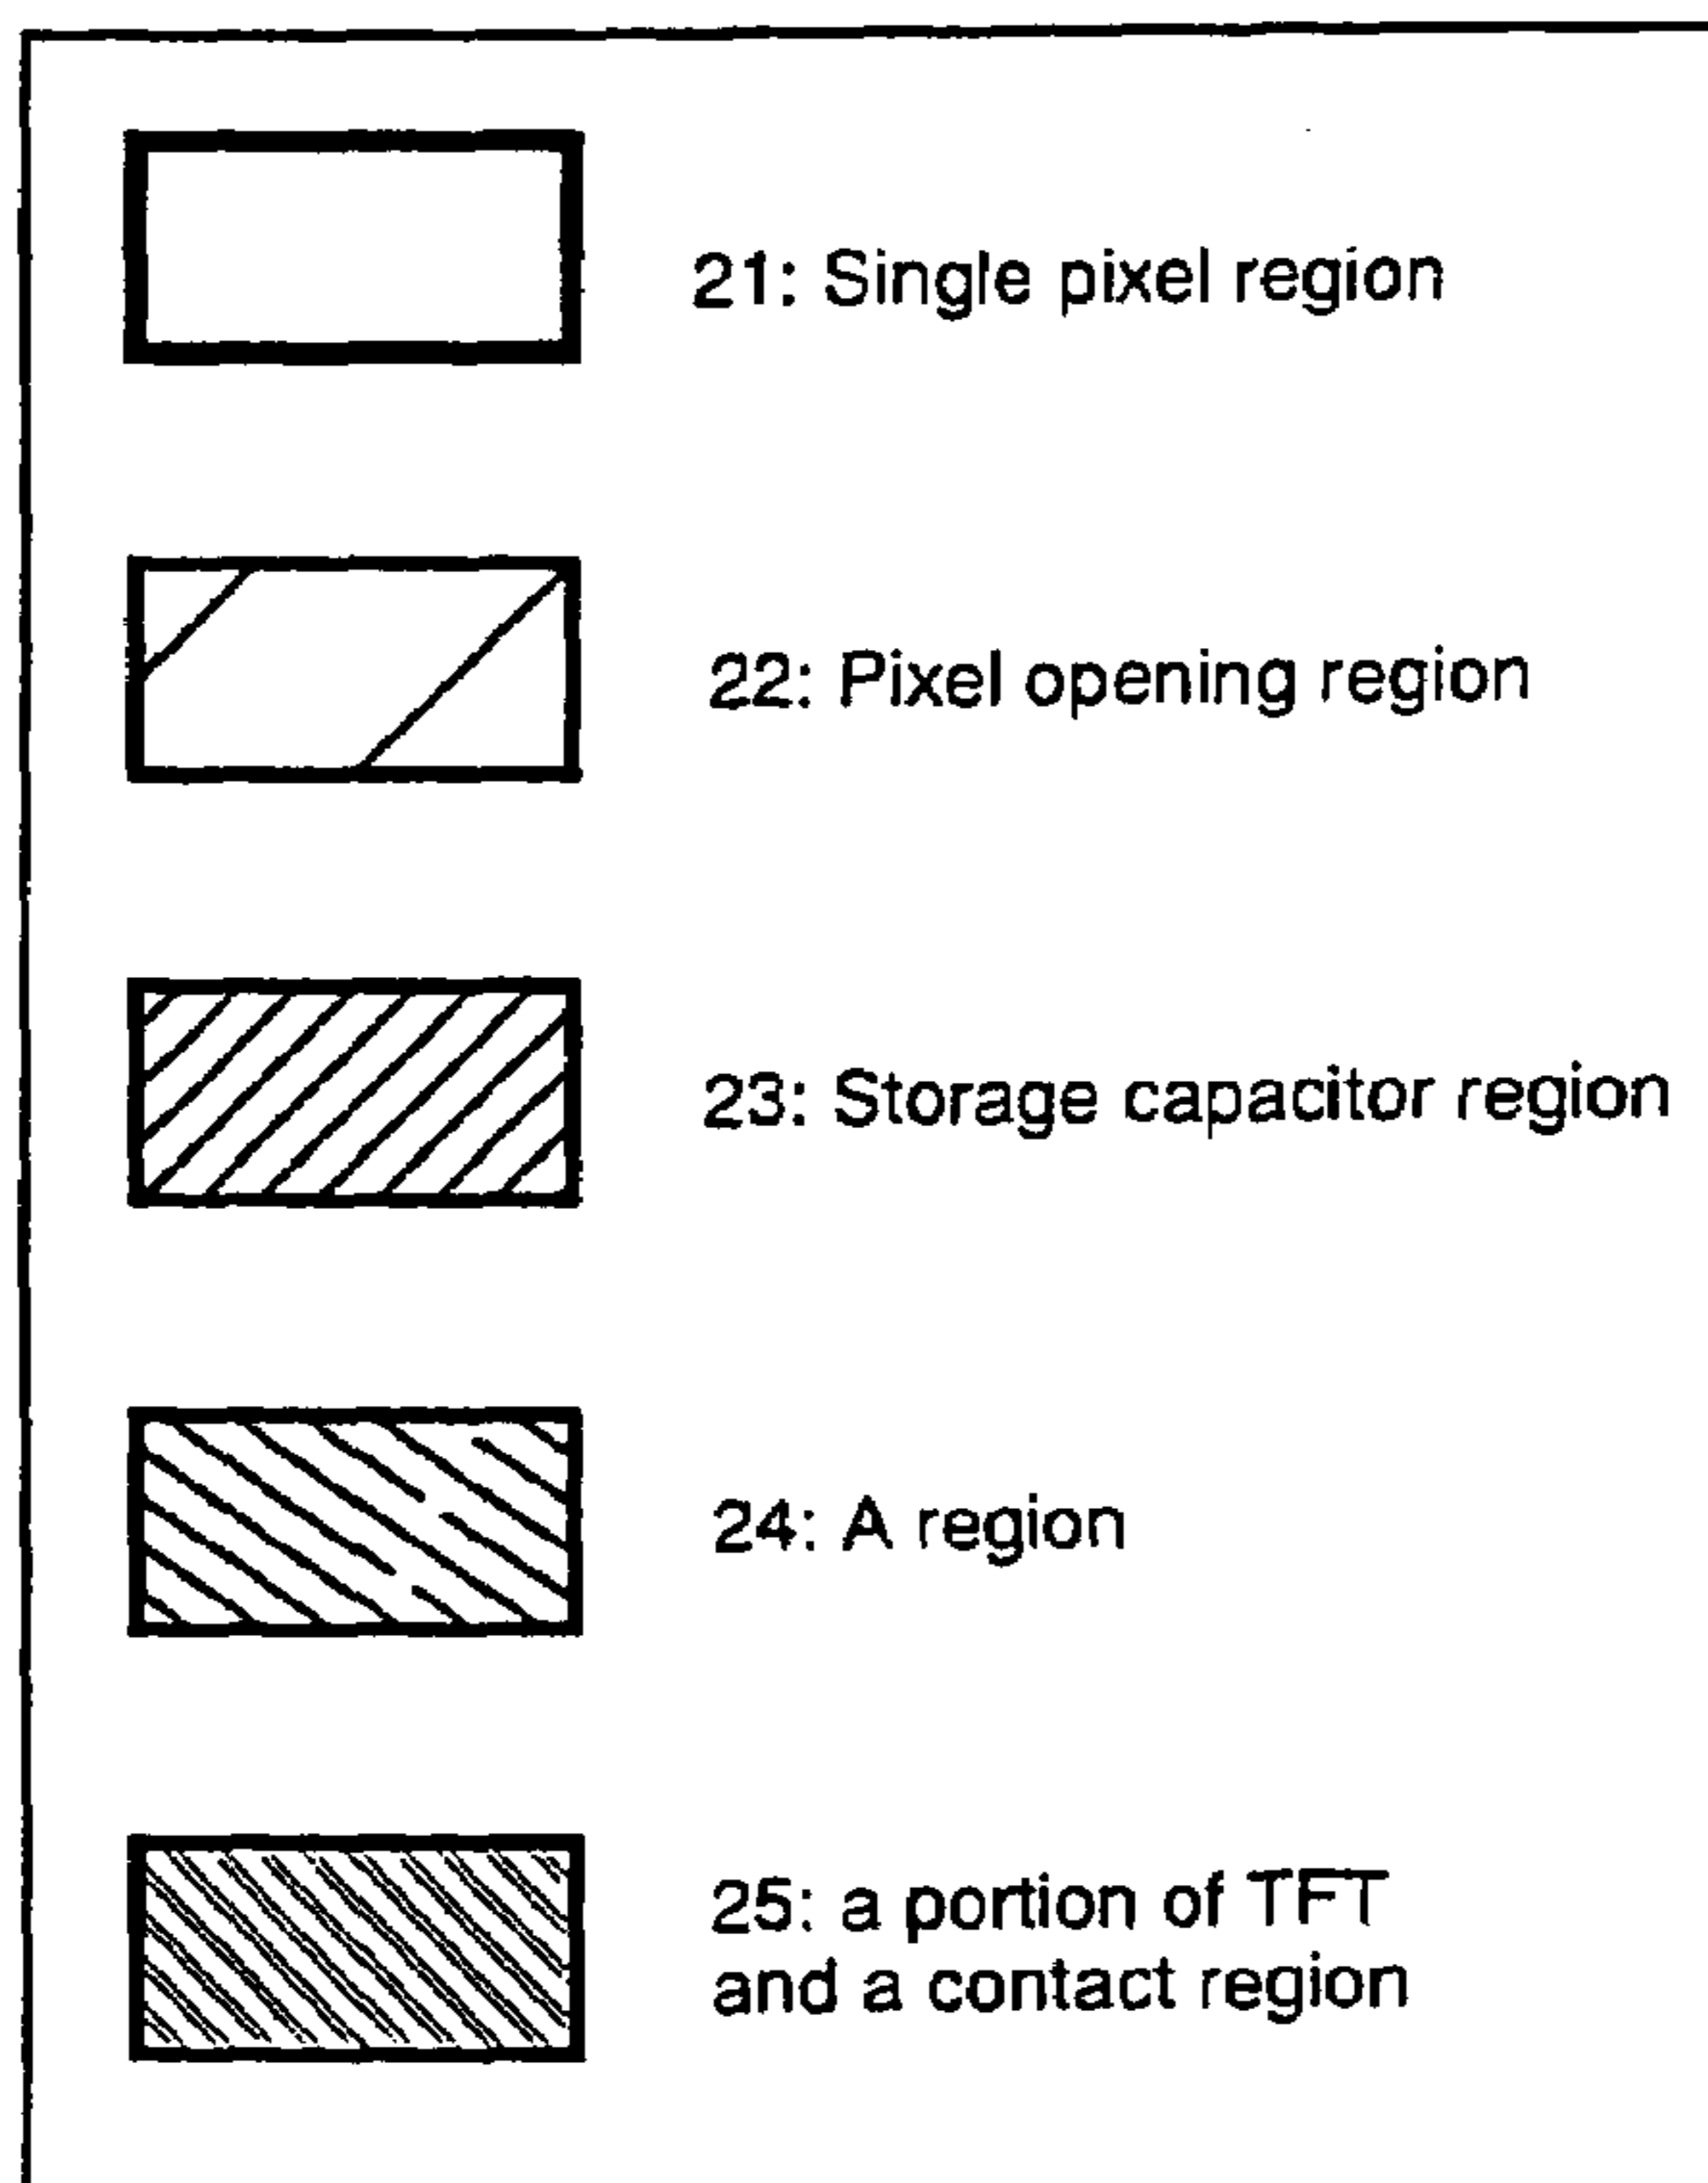 21: Single pixel region
22: Pixel opening region
23: Storage capacitor region
24: A region
25: a portion of TFT
and a contact region